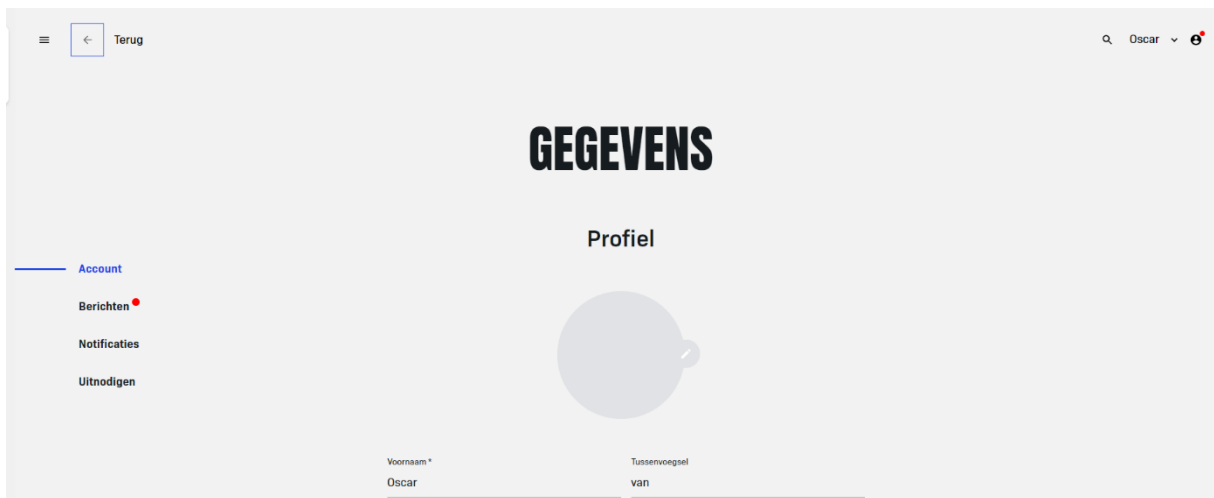 Terug
Oscar
GEGEVENS
Profiel
Account
Berichten
Notificaties
Uitnodigen
Voornaam * Tussenvoegsel
Oscar van